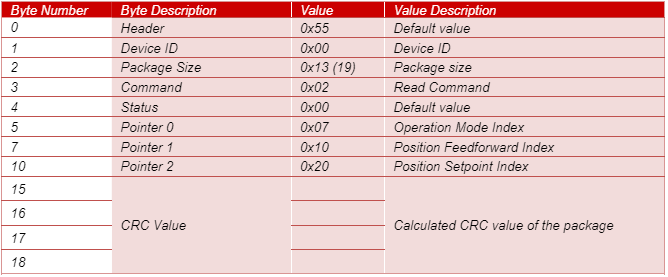 Byte Number Byte Description Value Value Description
0 Header 0x55 Default value
1 Device ID 0x00 Device ID
2 Package Size 0x13 (19) Package size
3 Command 0x02 Read Command
4 Status 0x00 Default value
5 Pointer 0 0x07 Operation Mode Index
7 Pointer 1 0x10 Position Feedforward Index
10 Pointer 2 0x20 Position Setpoint Index
15
16
CRC Value Calculated CRC value of the package
17
18